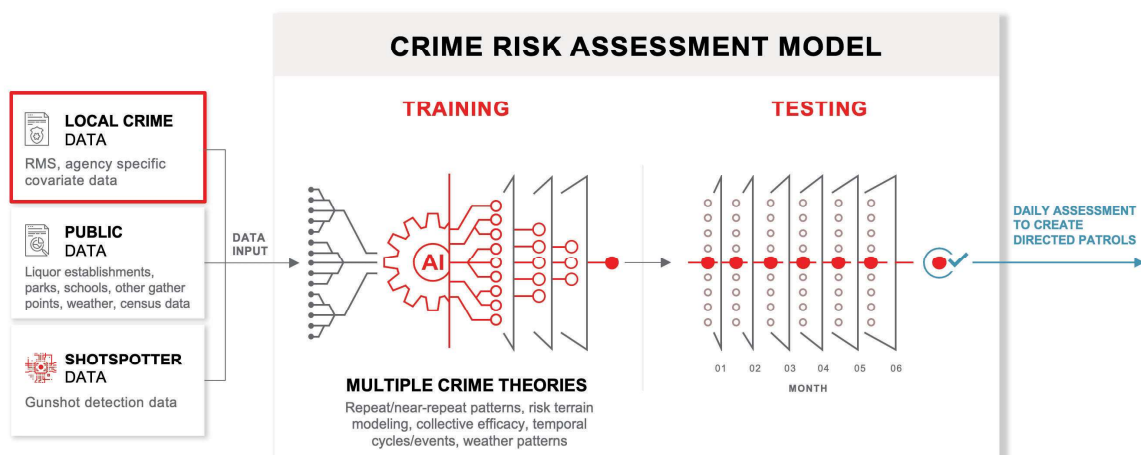 CRIME RISK ASSESSMENT MODEL
LOCAL CRIME
DATA
RMS, agency specific
covariate data
PUBLIC
DATA
Liquor establishments,
parks, schools, other gather
points, weather, census data
SHOTSPOTTER
DATA
Gunshot detection data
DATA
INPUT
TRAINING
AI
MULTIPLE CRIME THEORIES
Repeat/near-repeat patterns, risk terrain
modeling, collective efficacy, temporal
cycles/events, weather patterns
TESTING
01 02 03 04 05 06
MONTH
DAILY ASSESSMENT
TO CREATE
DIRECTED PATROLS